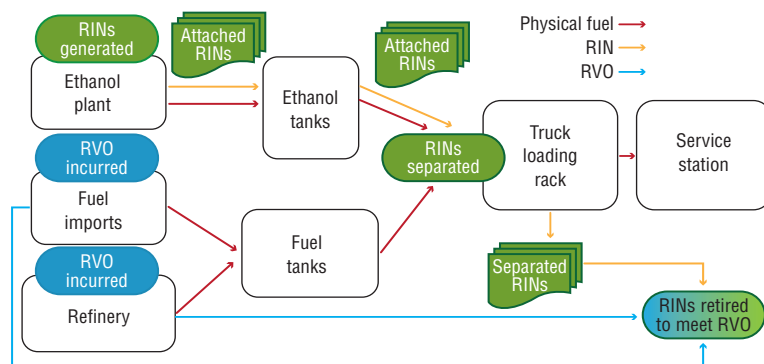 RINs
generated
Ethanol
plant
Attached
RINs
Ethanol
tanks
Attached
RINs
Physical fuel
RIN
RVO
RINs
separated
Truck
loading
rack
Service
station
RVO
incurred
Fuel
imports
Fuel
tanks
RVO
incurred
Refinery
Separated
RINs
RINs retired
to meet RVO